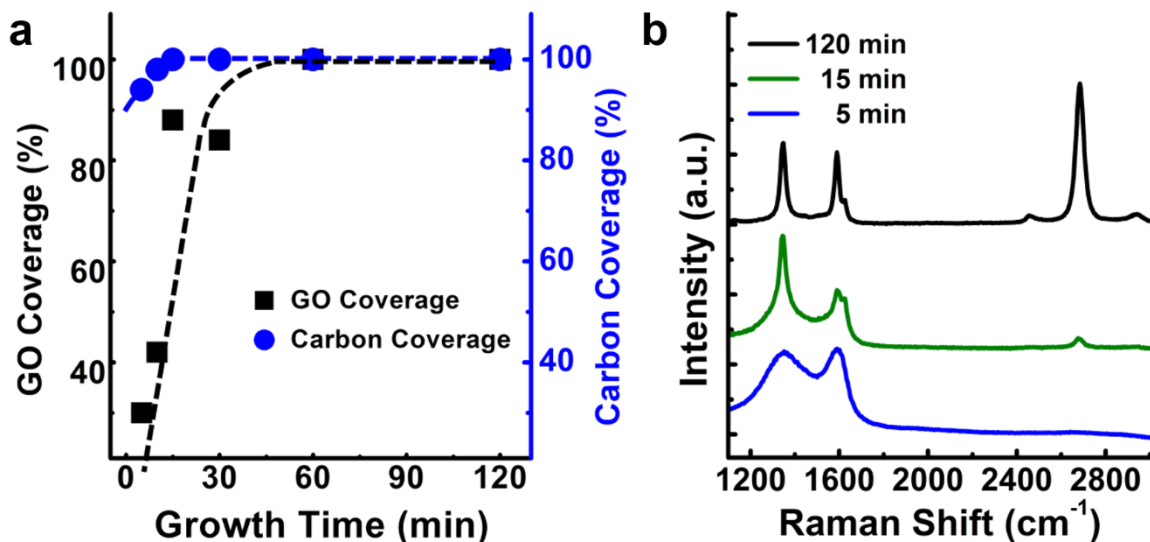 a
GO Coverage (%)
100
80
60
40
0 30 60 90 120
Growth Time (min)
GO Coverage
Carbon Coverage
100
80
60
40
Carbon Coverage (%)
b
120 min
15 min
5 min
Intensity (a.u.)
1200 1600 2000 2400 2800
Raman Shift (cm⁻¹)